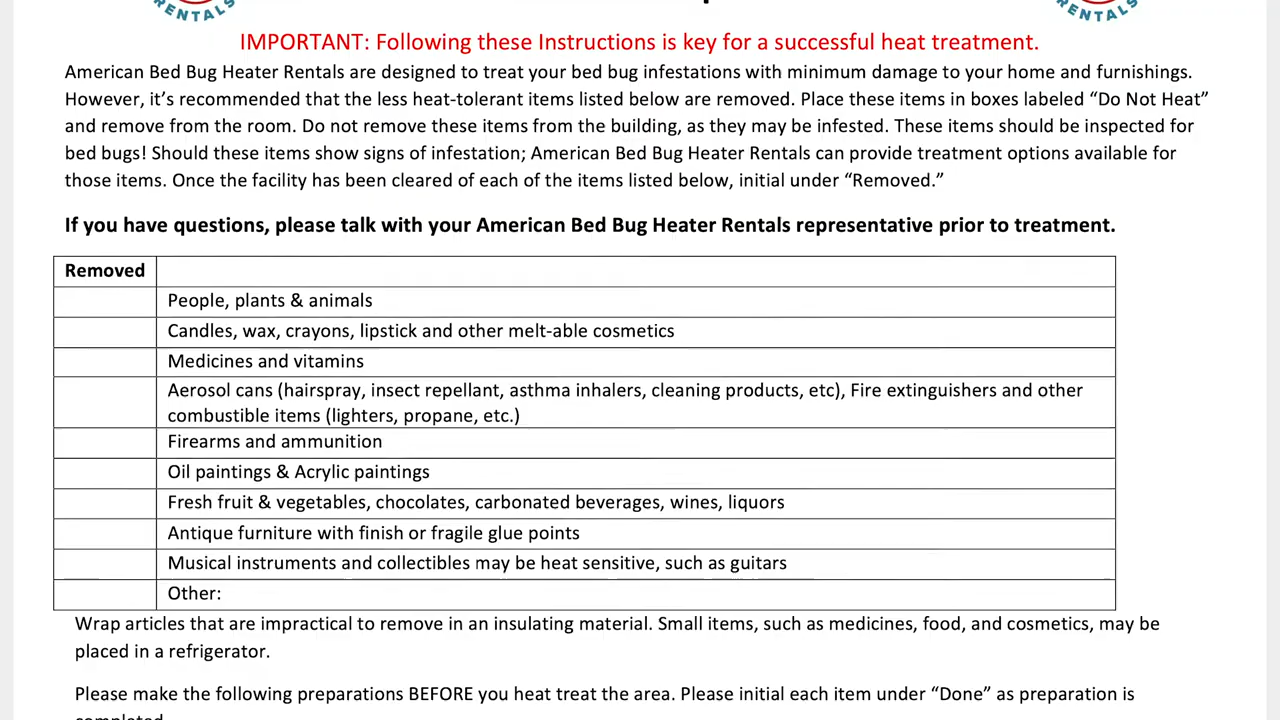 RENTALS RENTALS
IMPORTANT: Following these Instructions is key for a successful heat treatment.
American Bed Bug Heater Rentals are designed to treat your bed bug infestations with minimum damage to your home and furnishings.
However, it’s recommended that the less heat-tolerant items listed below are removed. Place these items in boxes labeled “Do Not Heat”
and remove from the room. Do not remove these items from the building, as they may be infested. These items should be inspected for
bed bugs! Should these items show signs of infestation; American Bed Bug Heater Rentals can provide treatment options available for
those items. Once the facility has been cleared of each of the items listed below, initial under “Removed.”
If you have questions, please talk with your American Bed Bug Heater Rentals representative prior to treatment.
Removed
People, plants & animals
Candles, wax, crayons, lipstick and other melt-able cosmetics
Medicines and vitamins
Aerosol cans (hairspray, insect repellant, asthma inhalers, cleaning products, etc), Fire extinguishers and other
combustible items (lighters, propane, etc.)
Firearms and ammunition
Oil paintings & Acrylic paintings
Fresh fruit & vegetables, chocolates, carbonated beverages, wines, liquors
Antique furniture with finish or fragile glue points
Musical instruments and collectibles may be heat sensitive, such as guitars
Other:
Wrap articles that are impractical to remove in an insulating material. Small items, such as medicines, food, and cosmetics, may be
placed in a refrigerator.
Please make the following preparations BEFORE you heat treat the area. Please initial each item under “Done” as preparation is
completed